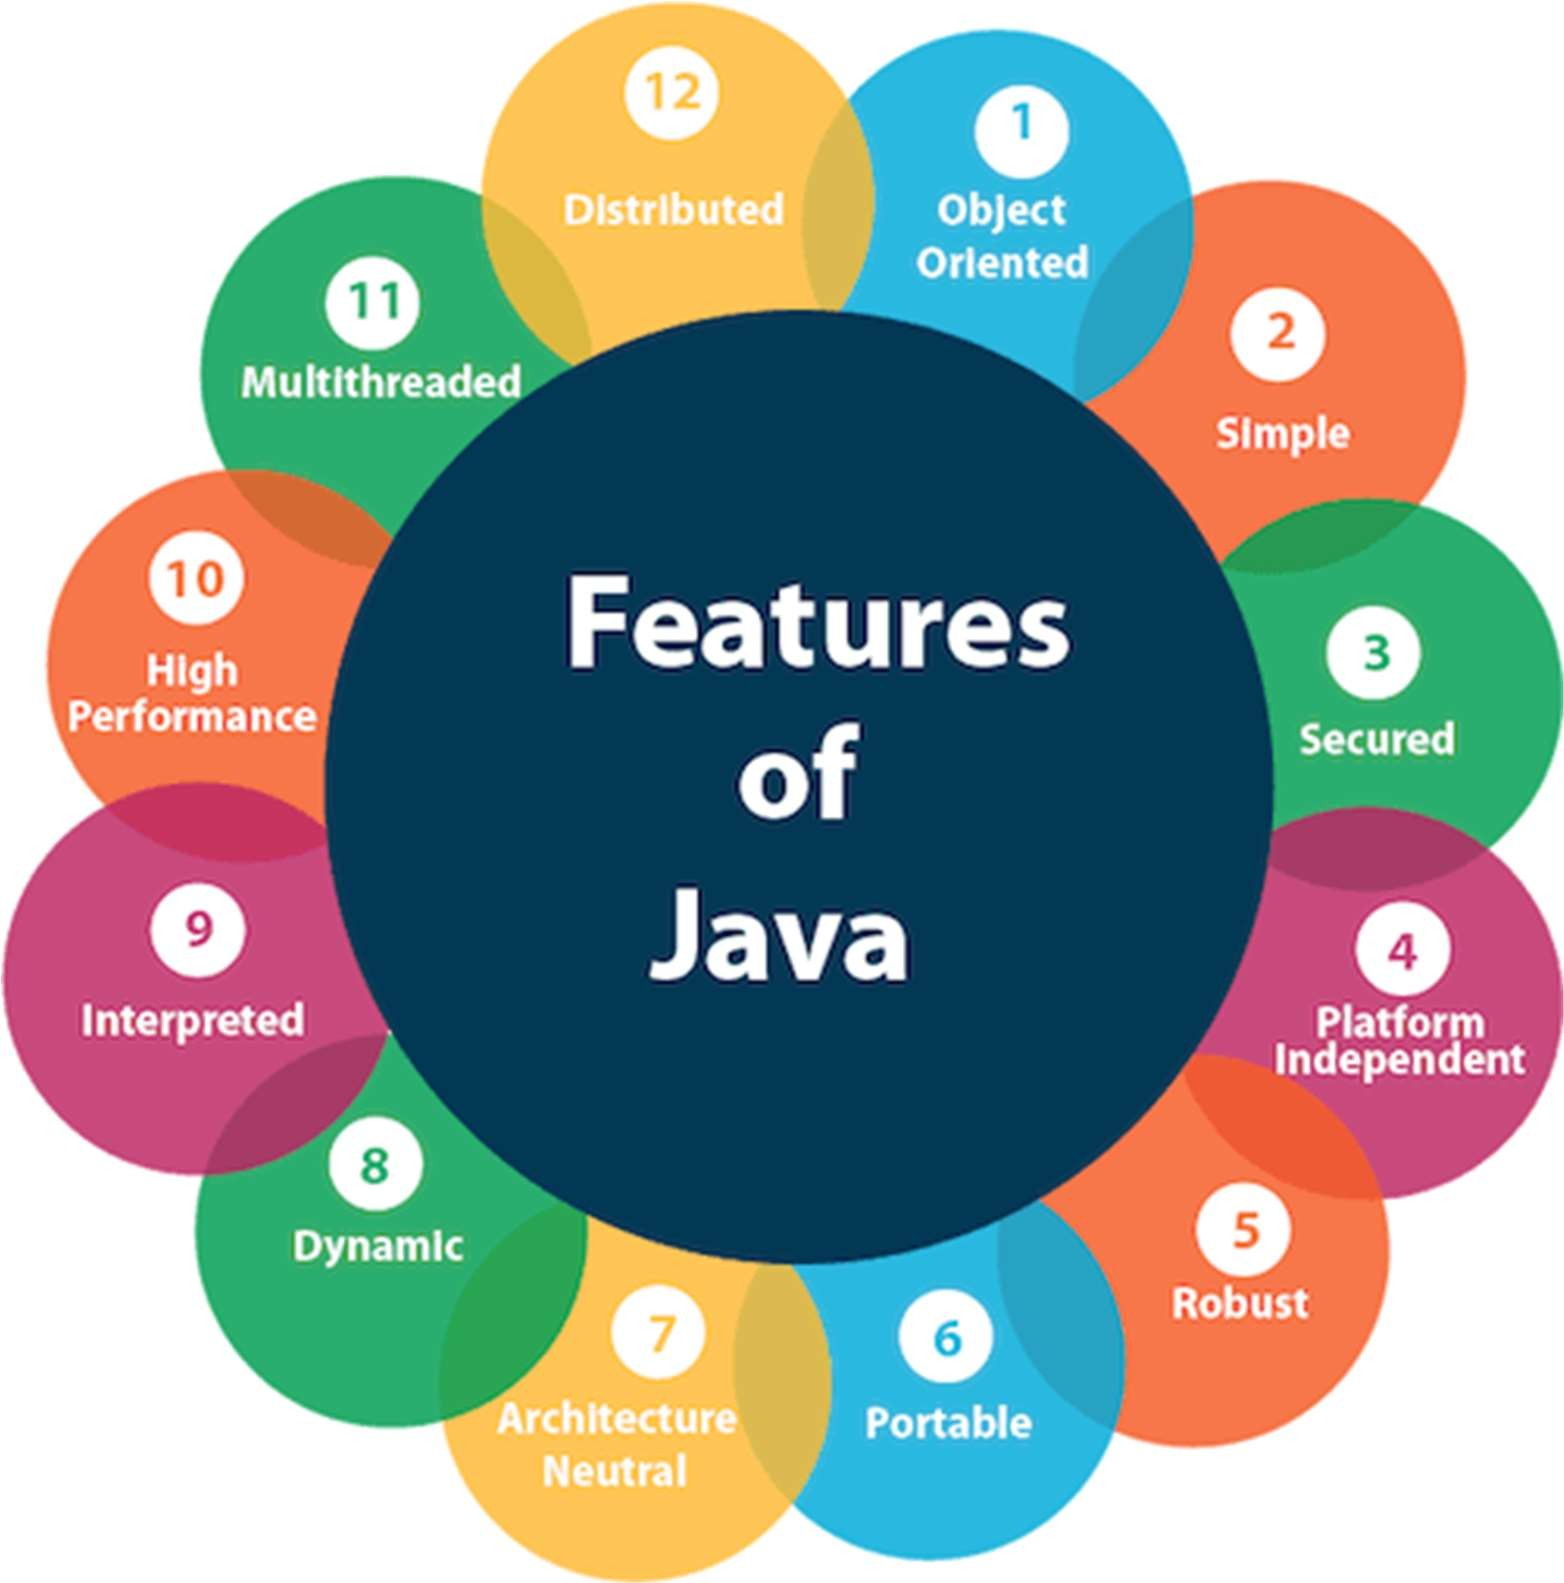 Features
of
Java
1
Object
Oriented
2
Simple
3
Secured
4
Platform
Independent
5
Robust
6
Portable
7
Architecture
Neutral
8
Dynamic
9
Interpreted
10
High
Performance
11
Multithreaded
12
Distributed